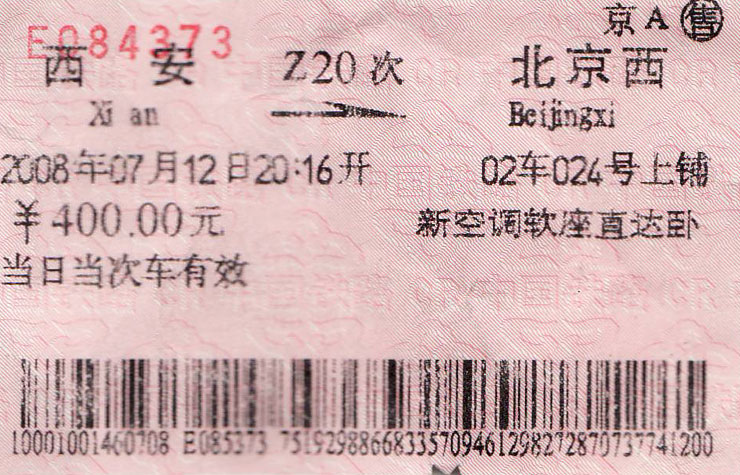 京A 售
E084373
西 安 Z20次 北京西
Xi an Beijingxi
2008年07月12日20:16开 02车024号上铺
￥400.00元 新空调软座直达卧
当日当次车有效
10001001460708 E085373 7519298866833570946129827287073774 1200